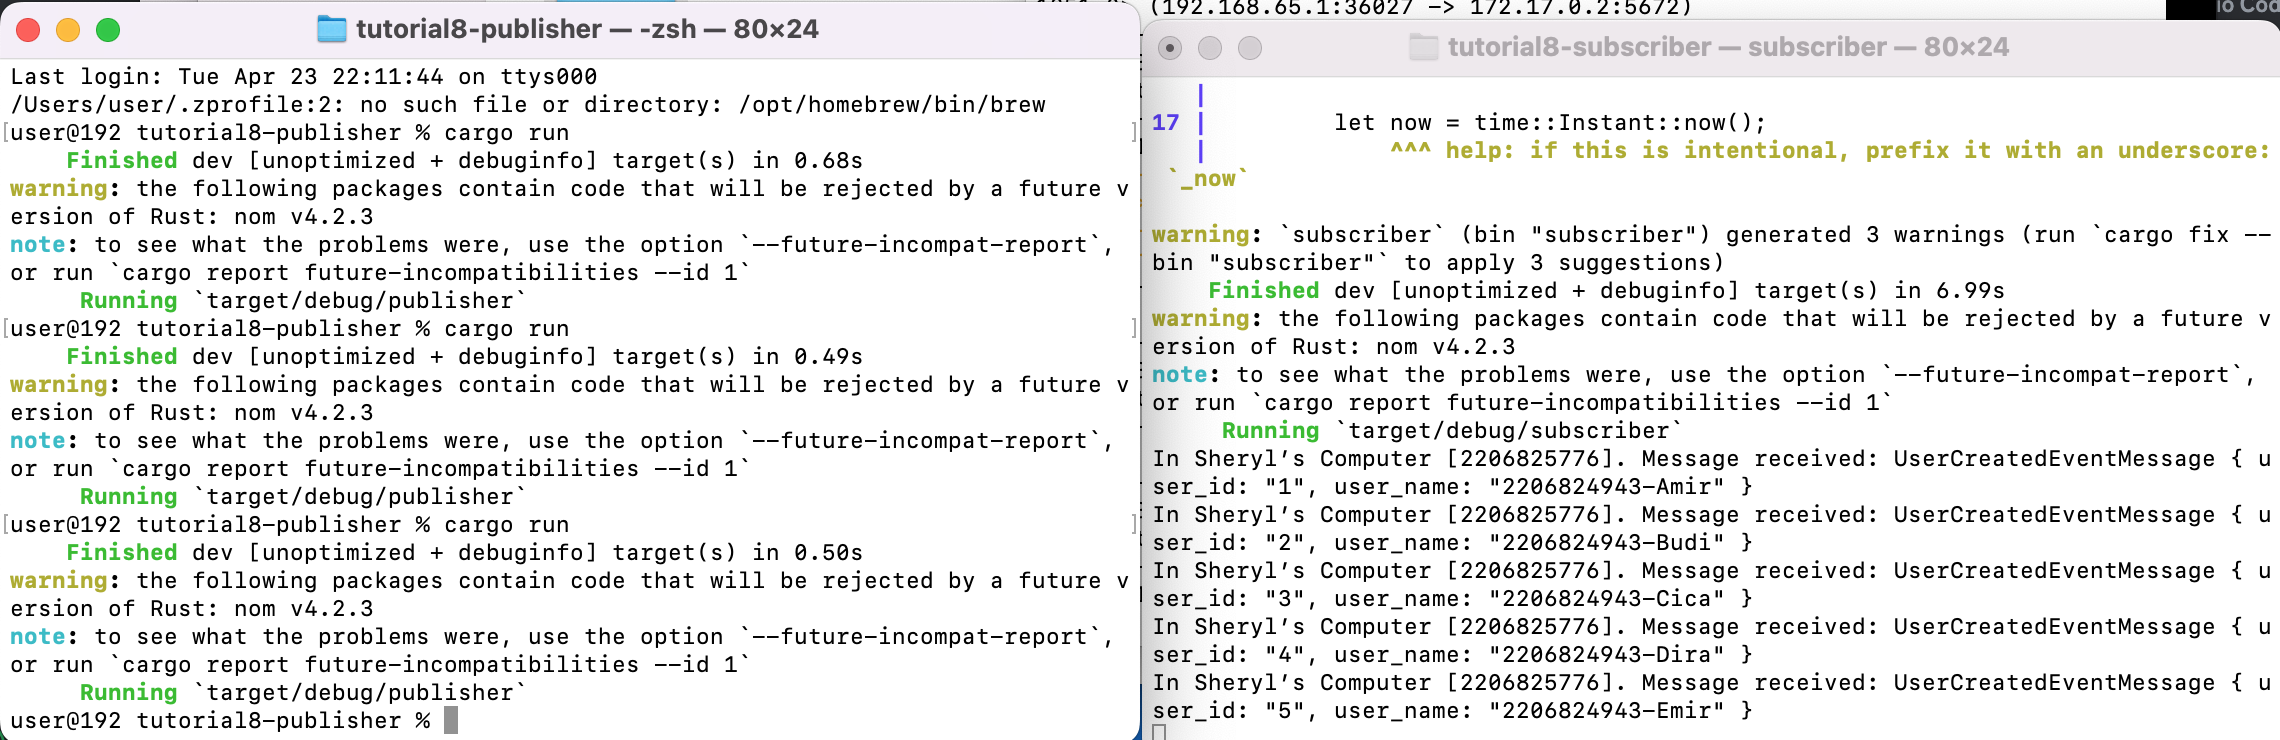 (192.168.65.1:36027 -> 172.17.0.2:5672)
tutorial8-publisher — -zsh — 80×24
Last login: Tue Apr 23 22:11:44 on ttys000
/Users/user/.zprofile:2: no such file or directory: /opt/homebrew/bin/brew
[user@192 tutorial8-publisher % cargo run ]
Finished dev [unoptimized + debuginfo] target(s) in 0.68s
warning: the following packages contain code that will be rejected by a future v
ersion of Rust: nom v4.2.3
note: to see what the problems were, use the option `--future-incompat-report`,
or run `cargo report future-incompatibilities --id 1`
Running `target/debug/publisher`
[user@192 tutorial8-publisher % cargo run ]
Finished dev [unoptimized + debuginfo] target(s) in 0.49s
warning: the following packages contain code that will be rejected by a future v
ersion of Rust: nom v4.2.3
note: to see what the problems were, use the option `--future-incompat-report`,
or run `cargo report future-incompatibilities --id 1`
Running `target/debug/publisher`
[user@192 tutorial8-publisher % cargo run ]
Finished dev [unoptimized + debuginfo] target(s) in 0.50s
warning: the following packages contain code that will be rejected by a future v
ersion of Rust: nom v4.2.3
note: to see what the problems were, use the option `--future-incompat-report`,
or run `cargo report future-incompatibilities --id 1`
Running `target/debug/publisher`
user@192 tutorial8-publisher %
tutorial8-subscriber — subscriber — 80×24
|
17 | let now = time::Instant::now();
| ^^^ help: if this is intentional, prefix it with an underscore:
`_now`
warning: `subscriber` (bin "subscriber") generated 3 warnings (run `cargo fix --
bin "subscriber"` to apply 3 suggestions)
Finished dev [unoptimized + debuginfo] target(s) in 6.99s
warning: the following packages contain code that will be rejected by a future v
ersion of Rust: nom v4.2.3
note: to see what the problems were, use the option `--future-incompat-report`,
or run `cargo report future-incompatibilities --id 1`
Running `target/debug/subscriber`
In Sheryl’s Computer [2206825776]. Message received: UserCreatedEventMessage { u
ser_id: "1", user_name: "2206824943-Amir" }
In Sheryl’s Computer [2206825776]. Message received: UserCreatedEventMessage { u
ser_id: "2", user_name: "2206824943-Budi" }
In Sheryl’s Computer [2206825776]. Message received: UserCreatedEventMessage { u
ser_id: "3", user_name: "2206824943-Cica" }
In Sheryl’s Computer [2206825776]. Message received: UserCreatedEventMessage { u
ser_id: "4", user_name: "2206824943-Dira" }
In Sheryl’s Computer [2206825776]. Message received: UserCreatedEventMessage { u
ser_id: "5", user_name: "2206824943-Emir" }